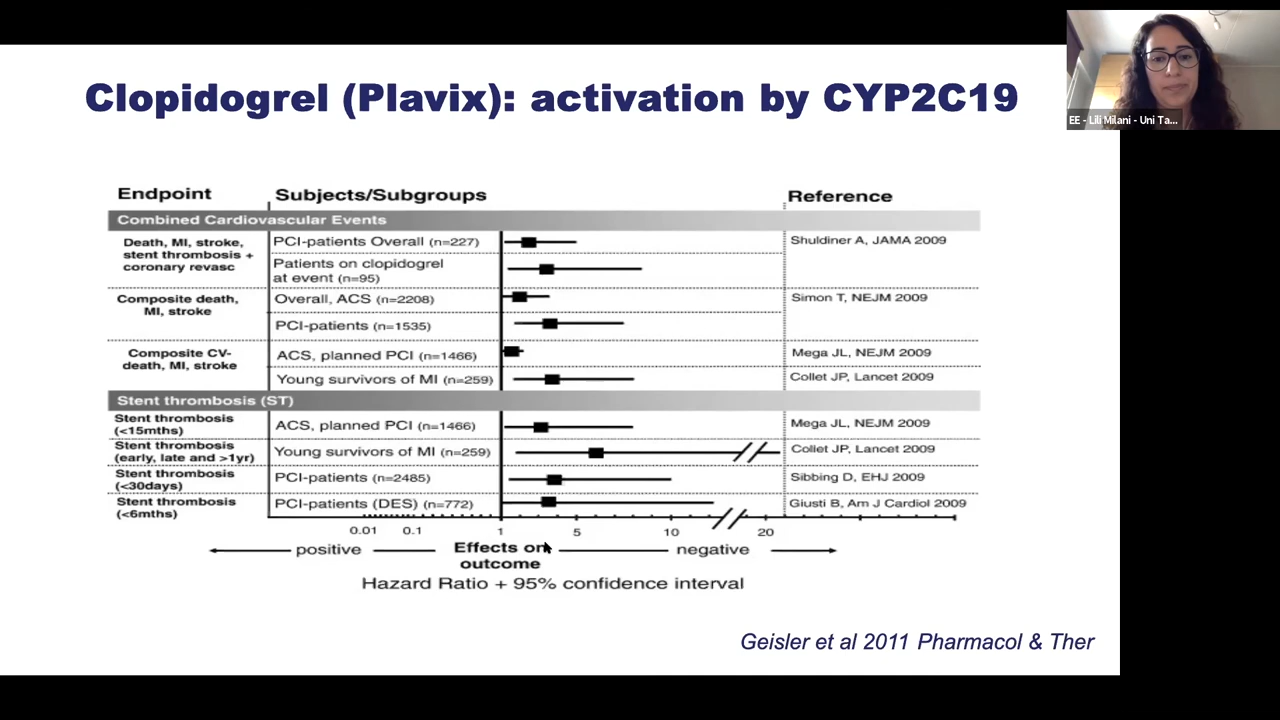 Clopidogrel (Plavix): activation by CYP2C19
EE - Lili Milani - Uni Ta...
Endpoint Subjects/Subgroups Reference
Combined Cardiovascular Events
Death, MI, stroke,
stent thrombosis +
coronary revasc
PCI-patients Overall (n=227)
Shuldiner A, JAMA 2009
Patients on clopidogrel
at event (n=95)
Composite death,
MI, stroke
Overall, ACS (n=2208)
Simon T, NEJM 2009
PCI-patients (n=1535)
Composite CV-
death, MI, stroke
ACS, planned PCI (n=1466)
Mega JL, NEJM 2009
Young survivors of MI (n=259)
Collet JP, Lancet 2009
Stent thrombosis (ST)
Stent thrombosis
(<15mths)
ACS, planned PCI (n=1466)
Mega JL, NEJM 2009
Stent thrombosis
(early, late and >1yr)
Young survivors of MI (n=259)
Collet JP, Lancet 2009
Stent thrombosis
(<30days)
PCI-patients (n=2485)
Sibbing D, EHJ 2009
Stent thrombosis
(<6mths)
PCI-patients (DES) (n=772)
Giusti B, Am J Cardiol 2009
0.01 0.1 1 5 10 20
positive Effects on negative
outcome
Hazard Ratio + 95% confidence interval
Geisler et al 2011 Pharmacol & Ther